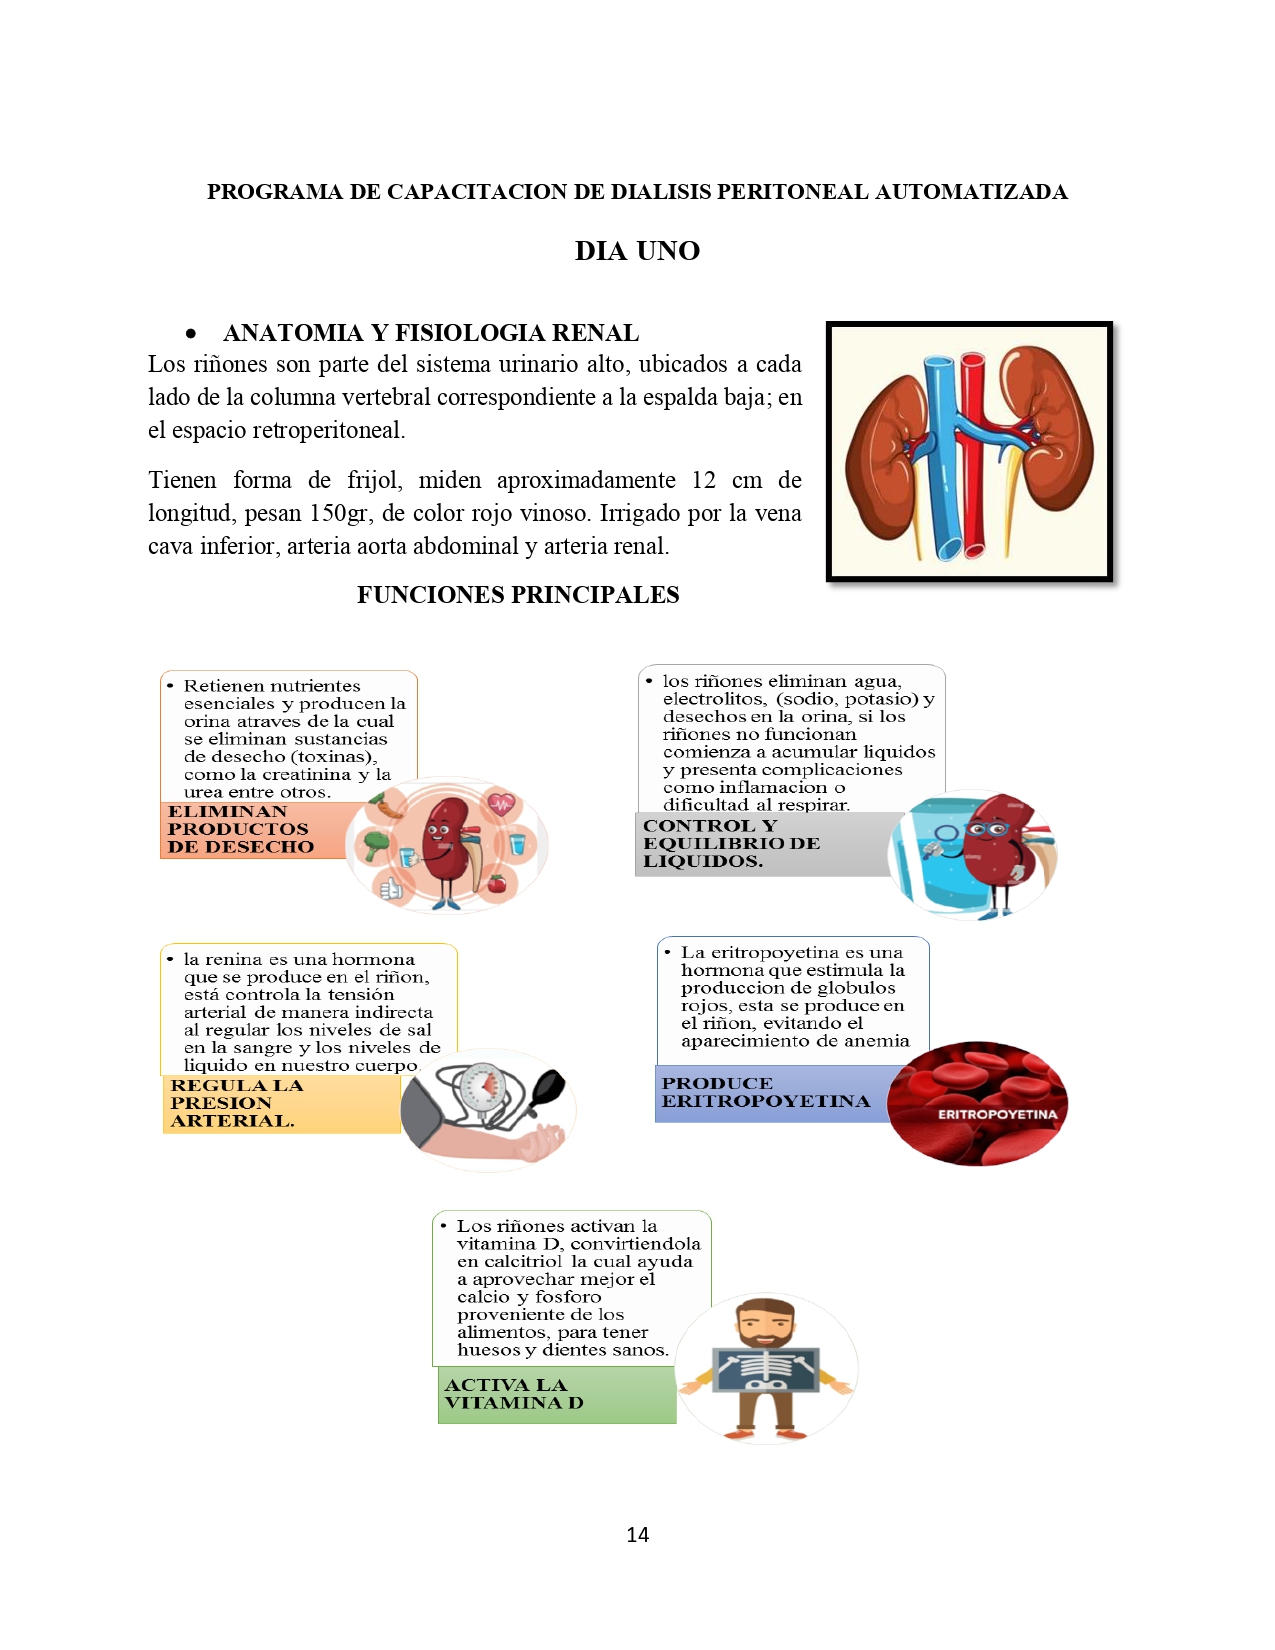 PROGRAMA DE CAPACITACION DE DIALISIS PERITONEAL AUTOMATIZADA
DIA UNO
• ANATOMIA Y FISIOLOGIA RENAL
Los riñones son parte del sistema urinario alto, ubicados a cada
lado de la columna vertebral correspondiente a la espalda baja; en
el espacio retroperitoneal.
Tienen forma de frijol, miden aproximadamente 12 cm de
longitud, pesan 150gr, de color rojo vinoso. Irrigado por la vena
cava inferior, arteria aorta abdominal y arteria renal.
FUNCIONES PRINCIPALES
• Retienen nutrientes
esenciales y producen la
orina atraves de la cual
se eliminan sustancias
de desecho (toxinas),
como la creatinina y la
urea entre otros.
ELIMINAN
PRODUCTOS
DE DESECHO
• los riñones eliminan agua,
electrolitos, (sodio, potasio) y
desechos en la orina, si los
riñones no funcionan
comienza a acumular liquidos
y presenta complicaciones
como inflamacion o
dificultad al respirar.
CONTROL Y
EQUILIBRIO DE
LIQUIDOS.
• la renina es una hormona
que se produce en el riñon,
está controla la tensión
arterial de manera indirecta
al regular los niveles de sal
en la sangre y los niveles de
liquido en nuestro cuerpo.
REGULA LA
PRESION
ARTERIAL.
• La eritropoyetina es una
hormona que estimula la
produccion de globulos
rojos, esta se produce en
el riñon, evitando el
aparecimiento de anemia
PRODUCE
ERITROPOYETINA
ERITROPOYETINA
• Los riñones activan la
vitamina D, convirtiendola
en calcitriol la cual ayuda
a aprovechar mejor el
calcio y fosforo
proveniente de los
alimentos, para tener
huesos y dientes sanos.
ACTIVA LA
VITAMINA D
14